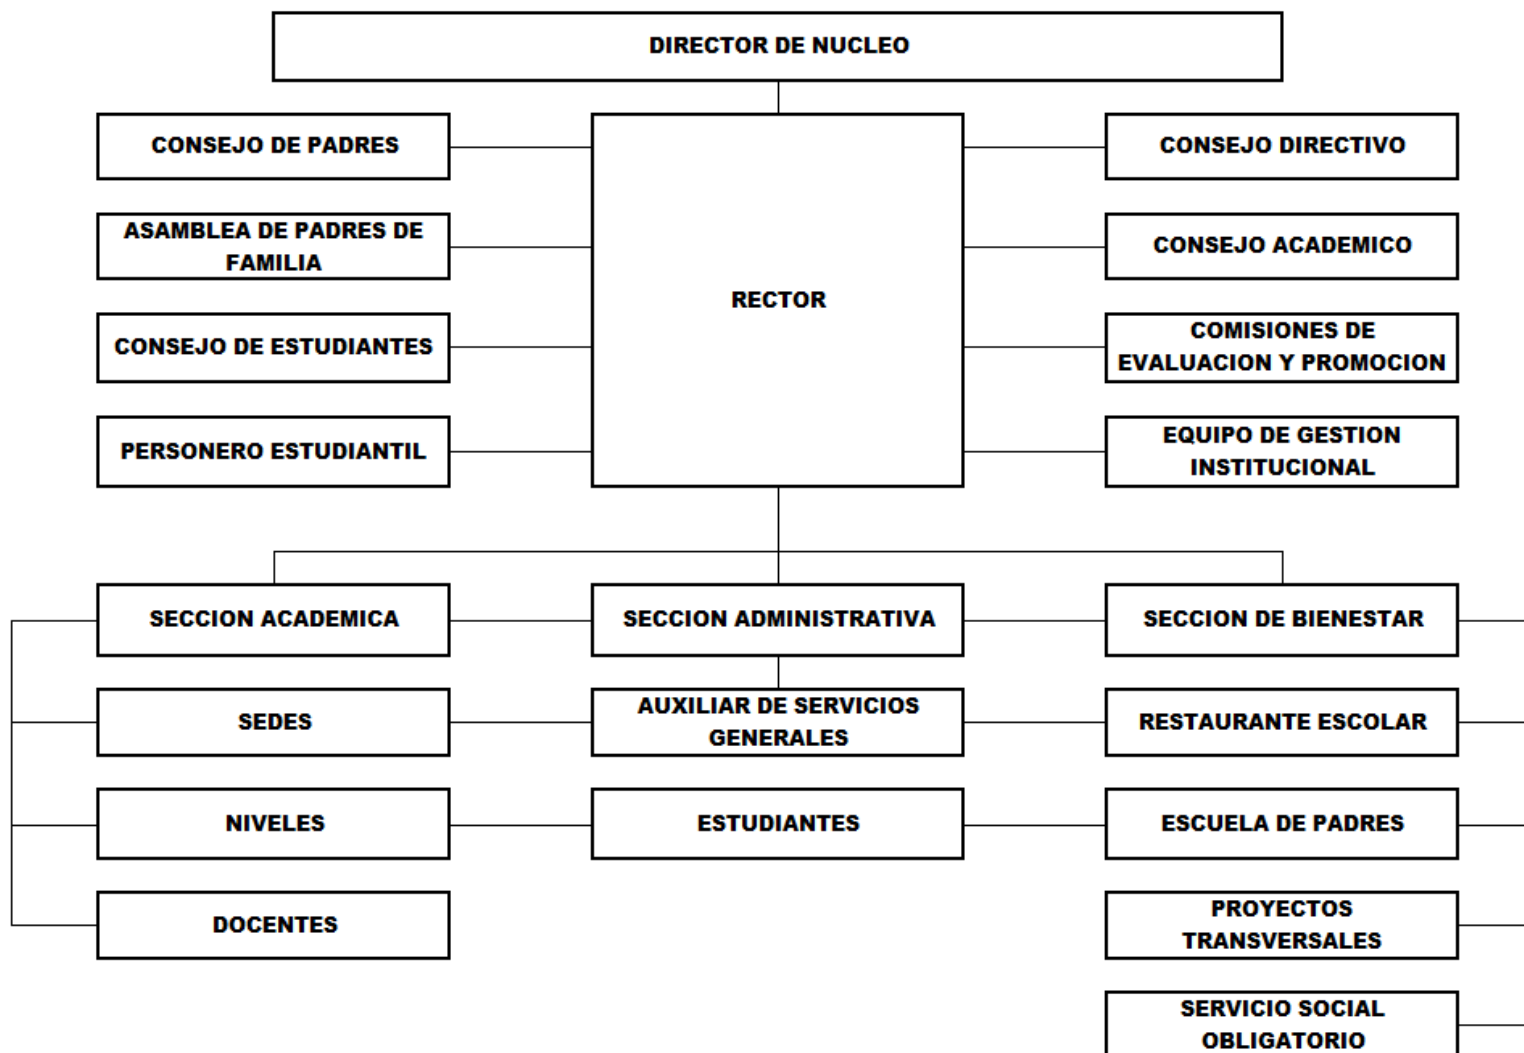 DIRECTOR DE NUCLEO
CONSEJO DE PADRES
CONSEJO DIRECTIVO
ASAMBLEA DE PADRES DE
FAMILIA
CONSEJO ACADEMICO
RECTOR
CONSEJO DE ESTUDIANTES
COMISIONES DE
EVALUACION Y PROMOCION
PERSONERO ESTUDIANTIL
EQUIPO DE GESTION
INSTITUCIONAL
SECCION ACADEMICA
SECCION ADMINISTRATIVA
SECCION DE BIENESTAR
SEDES
AUXILIAR DE SERVICIOS
GENERALES
RESTAURANTE ESCOLAR
NIVELES
ESTUDIANTES
ESCUELA DE PADRES
DOCENTES
PROYECTOS
TRANSVERSALES
SERVICIO SOCIAL
OBLIGATORIO